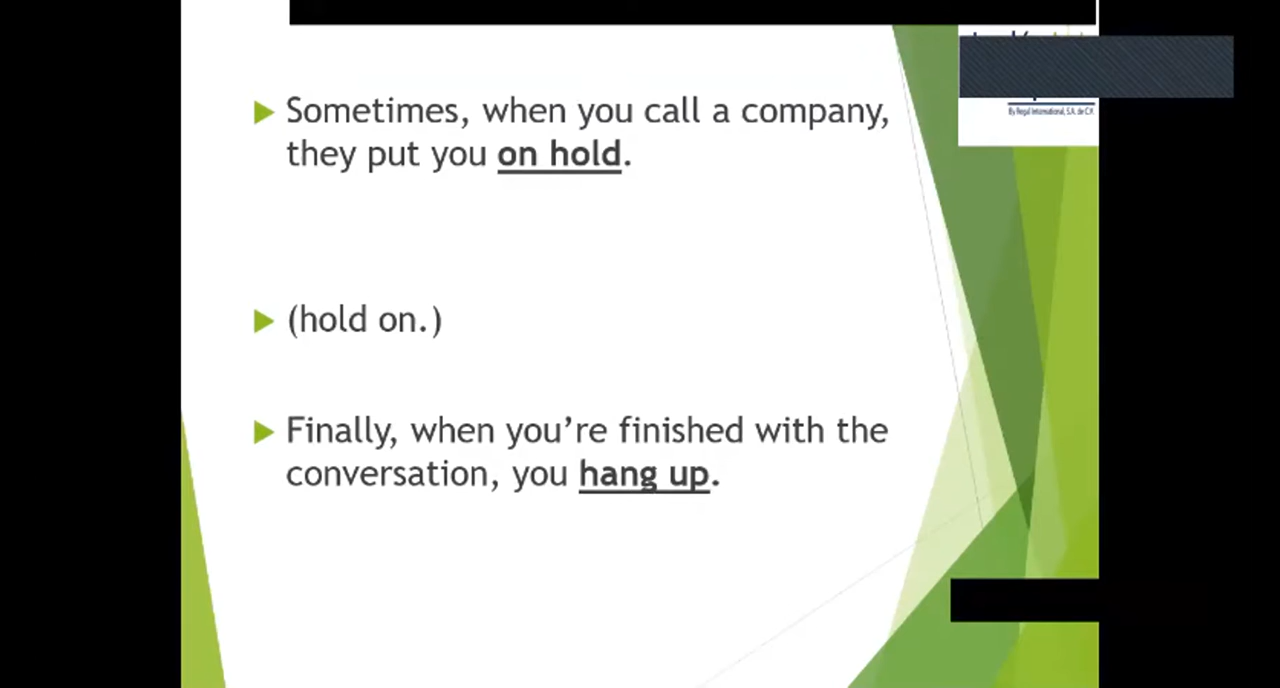 By Regal International, S.A. de C.V.
Sometimes, when you call a company,
they put you on hold.
(hold on.)
Finally, when you’re finished with the
conversation, you hang up.